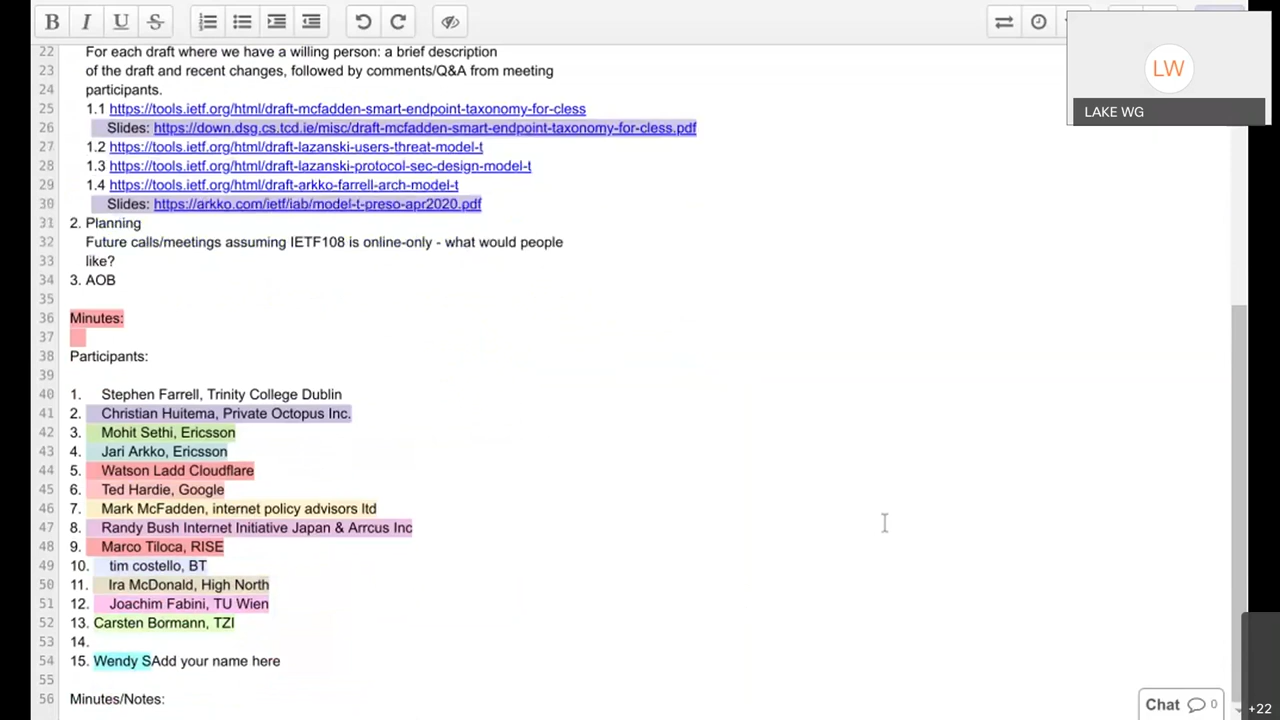 B I U S
LW
LAKE WG
22 For each draft where we have a willing person: a brief description
23 of the draft and recent changes, followed by comments/Q&A from meeting
24 participants.
25 1.1 https://tools.ietf.org/html/draft-mcfadden-smart-endpoint-taxonomy-for-cless
26 Slides: https://down.dsg.cs.tcd.ie/misc/draft-mcfadden-smart-endpoint-taxonomy-for-cless.pdf
27 1.2 https://tools.ietf.org/html/draft-lazanski-users-threat-model-t
28 1.3 https://tools.ietf.org/html/draft-lazanski-protocol-sec-design-model-t
29 1.4 https://tools.ietf.org/html/draft-arkko-farrell-arch-model-t
30 Slides: https://arkko.com/ietf/iab/model-t-preso-apr2020.pdf
31 2. Planning
32 Future calls/meetings assuming IETF108 is online-only - what would people
33 like?
34 3. AOB
35
36 Minutes:
37
38 Participants:
39
40 1. Stephen Farrell, Trinity College Dublin
41 2. Christian Huitema, Private Octopus Inc.
42 3. Mohit Sethi, Ericsson
43 4. Jari Arkko, Ericsson
44 5. Watson Ladd Cloudflare
45 6. Ted Hardie, Google
46 7. Mark McFadden, internet policy advisors ltd
47 8. Randy Bush Internet Initiative Japan & Arrcus Inc
48 9. Marco Tiloca, RISE
49 10. tim costello, BT
50 11. Ira McDonald, High North
51 12. Joachim Fabini, TU Wien
52 13. Carsten Bormann, TZI
53 14.
54 15. Wendy SAdd your name here
55
56 Minutes/Notes:
Chat 0
+22